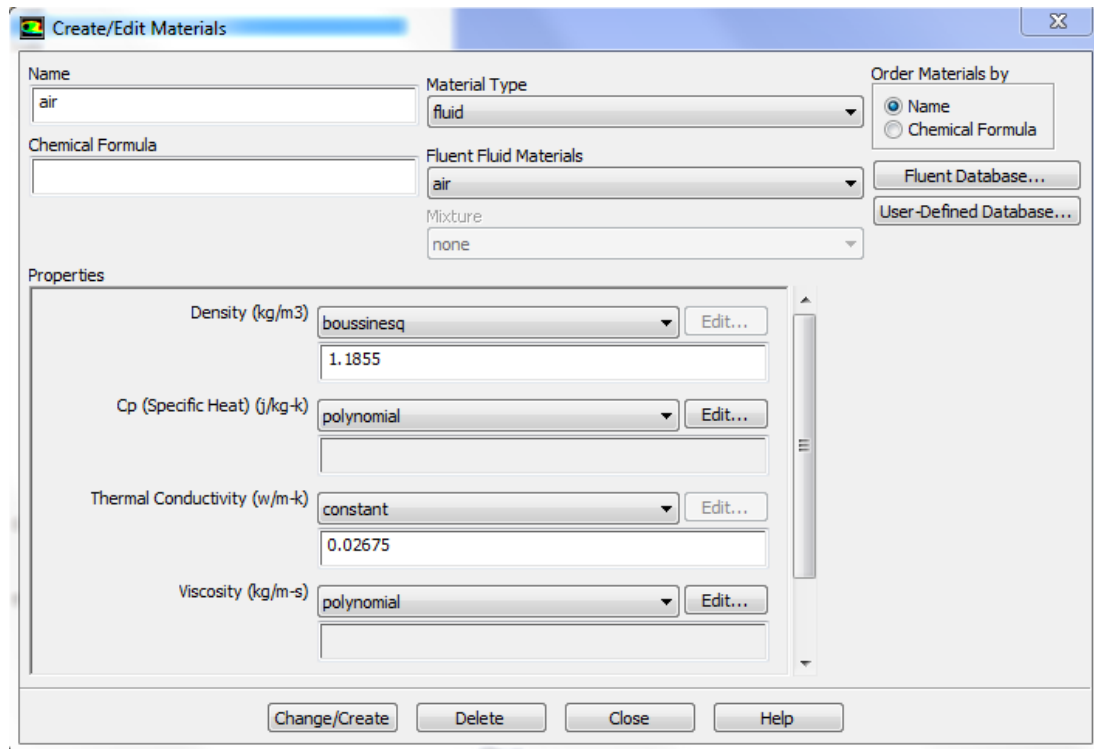 Create/Edit Materials
Name
air
Chemical Formula
Material Type
fluid
Fluent Fluid Materials
air
Mixture
none
Order Materials by
Name
Chemical Formula
Fluent Database...
User-Defined Database...
Properties
Density (kg/m3) boussinesq Edit...
1.1855
Cp (Specific Heat) (j/kg-k) polynomial Edit...
Thermal Conductivity (w/m-k) constant Edit...
0.02675
Viscosity (kg/m-s) polynomial Edit...
Change/Create Delete Close Help